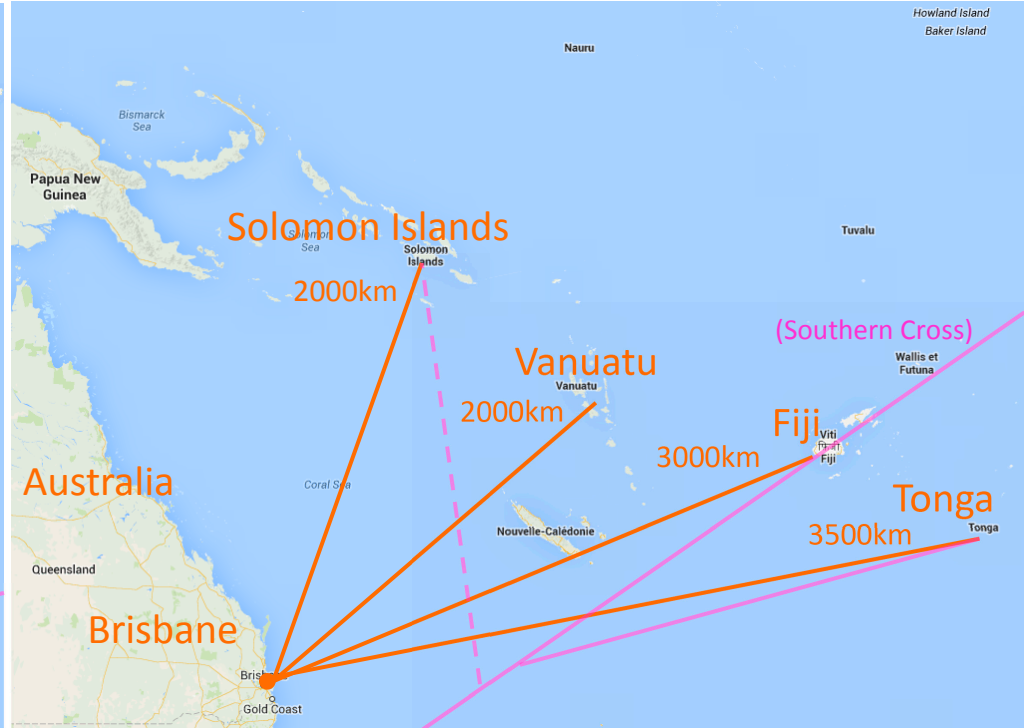 Howland Island
Baker Island
Nauru
Bismarck
Sea
Papua New
Guinea
Solomon Islands
Solomon
Sea
Solomon
Islands
Tuvalu
2000km
(Southern Cross)
Wallis et
Futuna
Vanuatu
Vanuatu
2000km
Fiji
Viti
Fiji
3000km
Australia
Coral Sea
Tonga
Tonga
Nouvelle-Calédonie
3500km
Queensland
Brisbane
Gold Coast